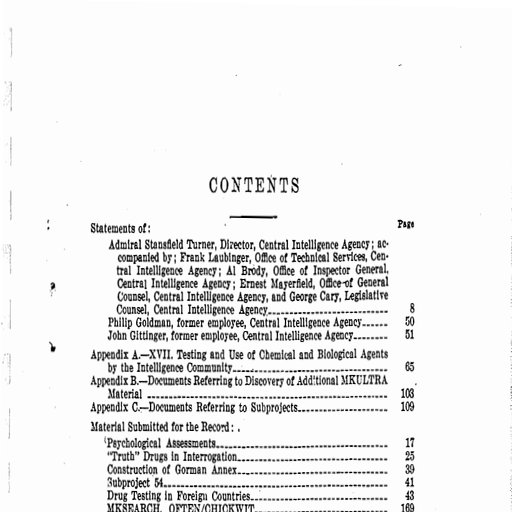 CONTENTS
Page
Statements of:
Admiral Stansfield Turner, Director, Central Intelligence Agency; ac-
companied by; Frank Laubinger, Office of Technical Services, Cen-
tral Intelligence Agency; Al Brody, Office of Inspector General,
Central Intelligence Agency; Ernest Mayerfield, Office of General
Counsel, Central Intelligence Agency, and George Cary, Legislative
Counsel, Central Intelligence Agency 8
Philip Goldman, former employee, Central Intelligence Agency 50
John Gittinger, former employee, Central Intelligence Agency 51
Appendix A.—XVII. Testing and Use of Chemical and Biological Agents
by the Intelligence Community 65
Appendix B.—Documents Referring to Discovery of Additional MKULTRA
Material 103
Appendix C.—Documents Referring to Subprojects 109
Material Submitted for the Record:
Psychological Assessments 17
"Truth" Drugs in Interrogation 25
Construction of Gorman Annex 39
Subproject 54 41
Drug Testing in Foreign Countries 43
MKSEARCH, OFTEN/CHICKWIT 169